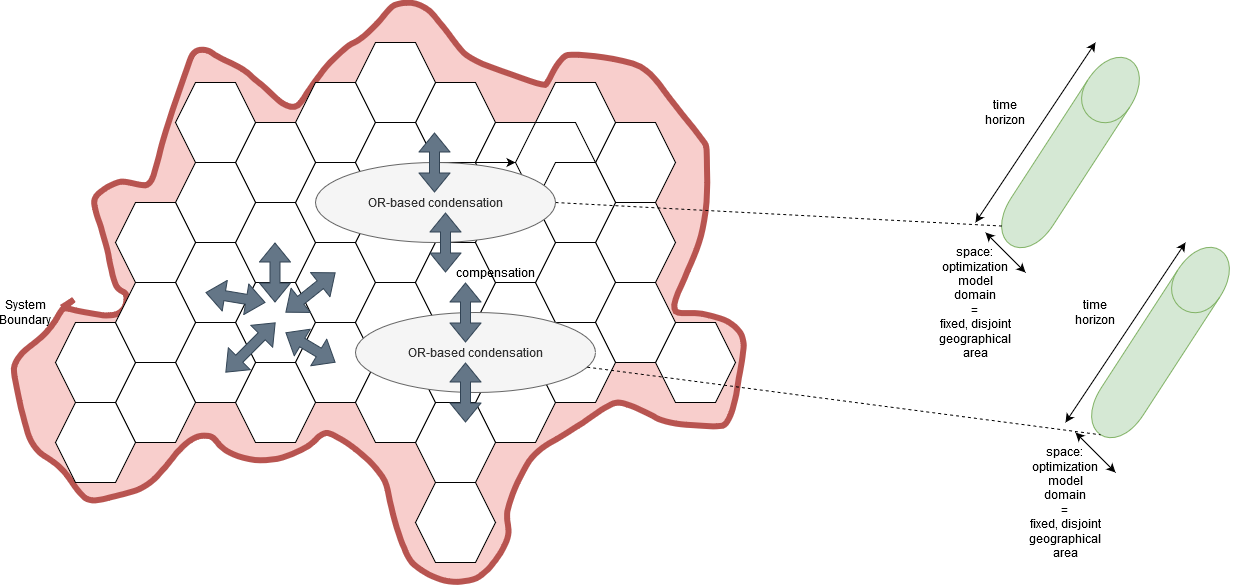 time
horizon
OR-based condensation
space:
optimization
model
domain
=
fixed, disjoint
geographical
area
compensation
System
Boundary
time
horizon
OR-based condensation
space:
optimization
model
domain
=
fixed, disjoint
geographical
area